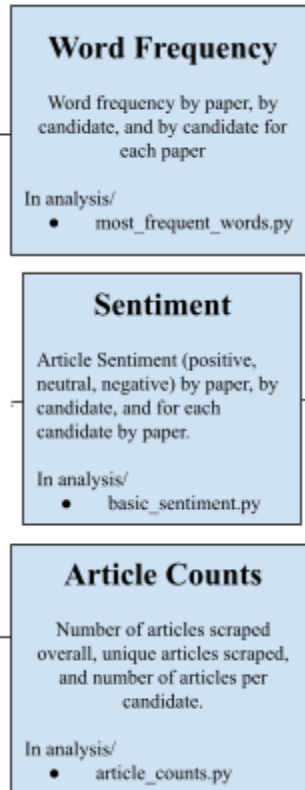 Word Frequency
Word frequency by paper, by
candidate, and by candidate for
each paper
In analysis/
● most_frequent_words.py
Sentiment
Article Sentiment (positive,
neutral, negative) by paper, by
candidate, and for each
candidate by paper.
In analysis/
● basic_sentiment.py
Article Counts
Number of articles scraped
overall, unique articles scraped,
and number of articles per
candidate.
In analysis/
● article_counts.py